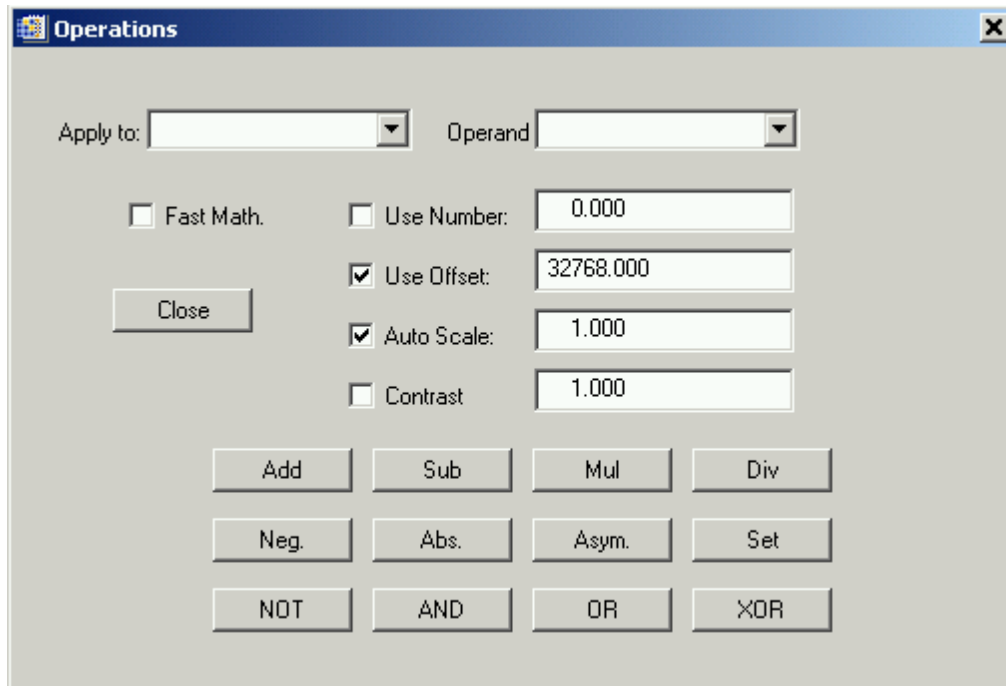 Operations
Apply to: Operand
Fast Math. Use Number: 0.000
Use Offset: 32768.000
Close
Auto Scale: 1.000
Contrast 1.000
Add Sub Mul Div
Neg. Abs. Asym. Set
NOT AND OR XOR